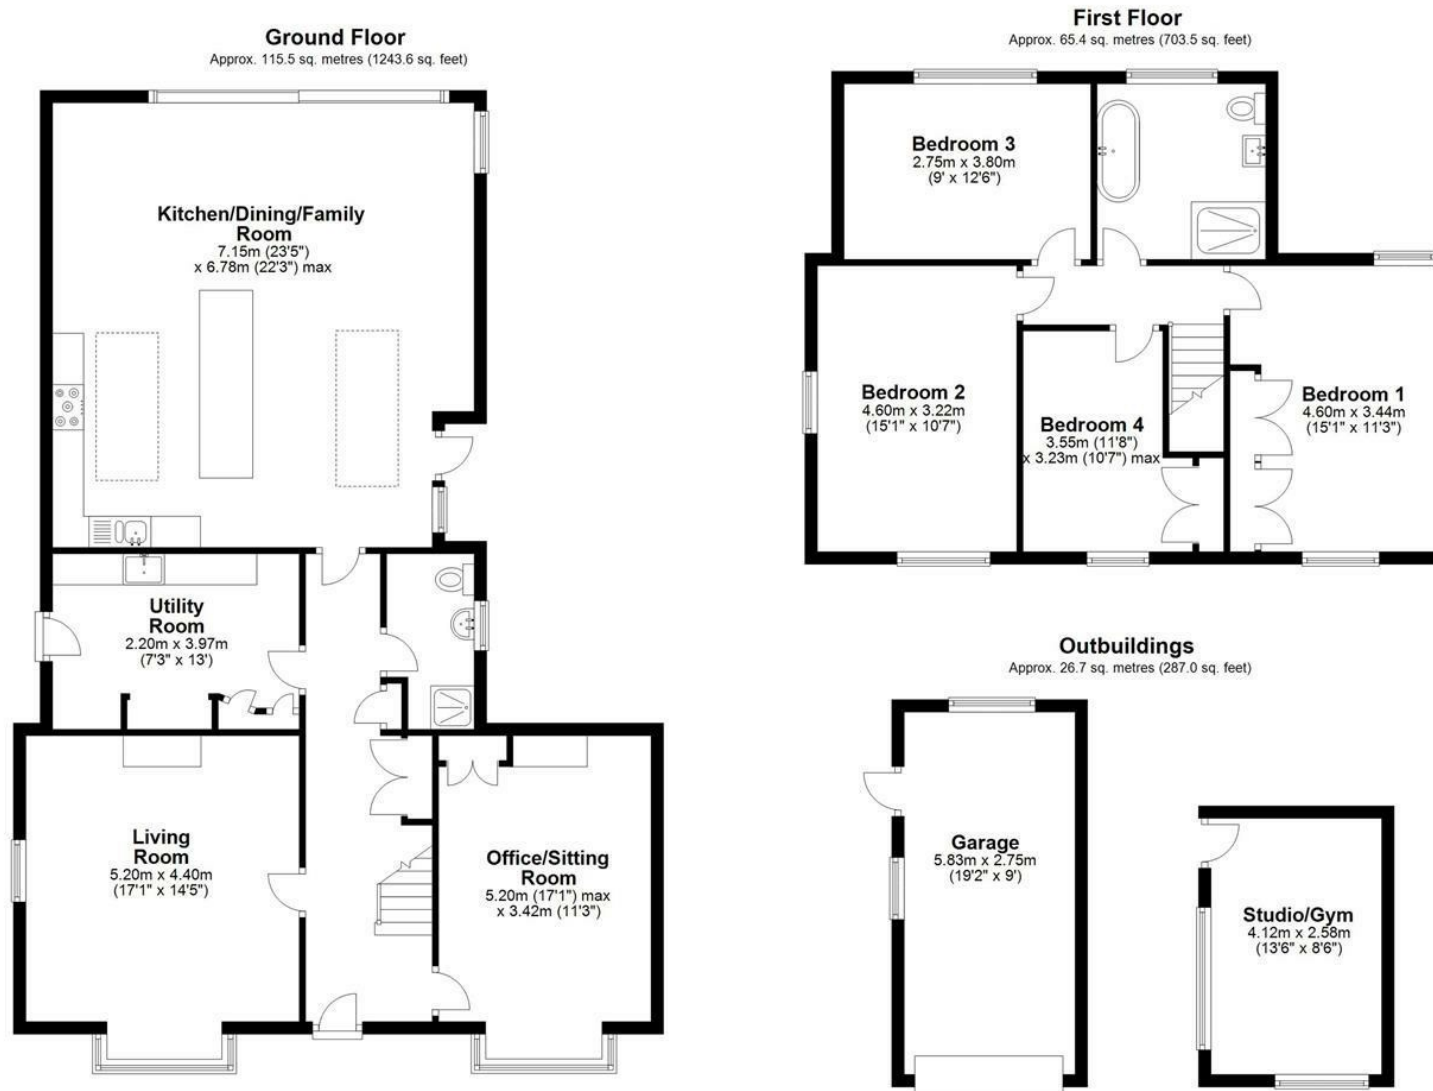 Ground Floor
Approx. 115.5 sq. metres (1243.6 sq. feet)
Kitchen/Dining/Family
Room
7.15m (23'5")
x 6.78m (22'3") max
Utility
Room
2.20m x 3.97m
(7'3" x 13')
Living
Room
5.20m x 4.40m
(17'1" x 14'5")
Office/Sitting
Room
5.20m (17'1") max
x 3.42m (11'3")
First Floor
Approx. 65.4 sq. metres (703.5 sq. feet)
Bedroom 3
2.75m x 3.80m
(9' x 12'6")
Bedroom 2
4.60m x 3.22m
(15'1" x 10'7")
Bedroom 4
3.55m (11'8")
x 3.23m (10'7") max
Bedroom 1
4.60m x 3.44m
(15'1" x 11'3")
Outbuildings
Approx. 26.7 sq. metres (287.0 sq. feet)
Garage
5.83m x 2.75m
(19'2" x 9')
Studio/Gym
4.12m x 2.58m
(13'6" x 8'6")